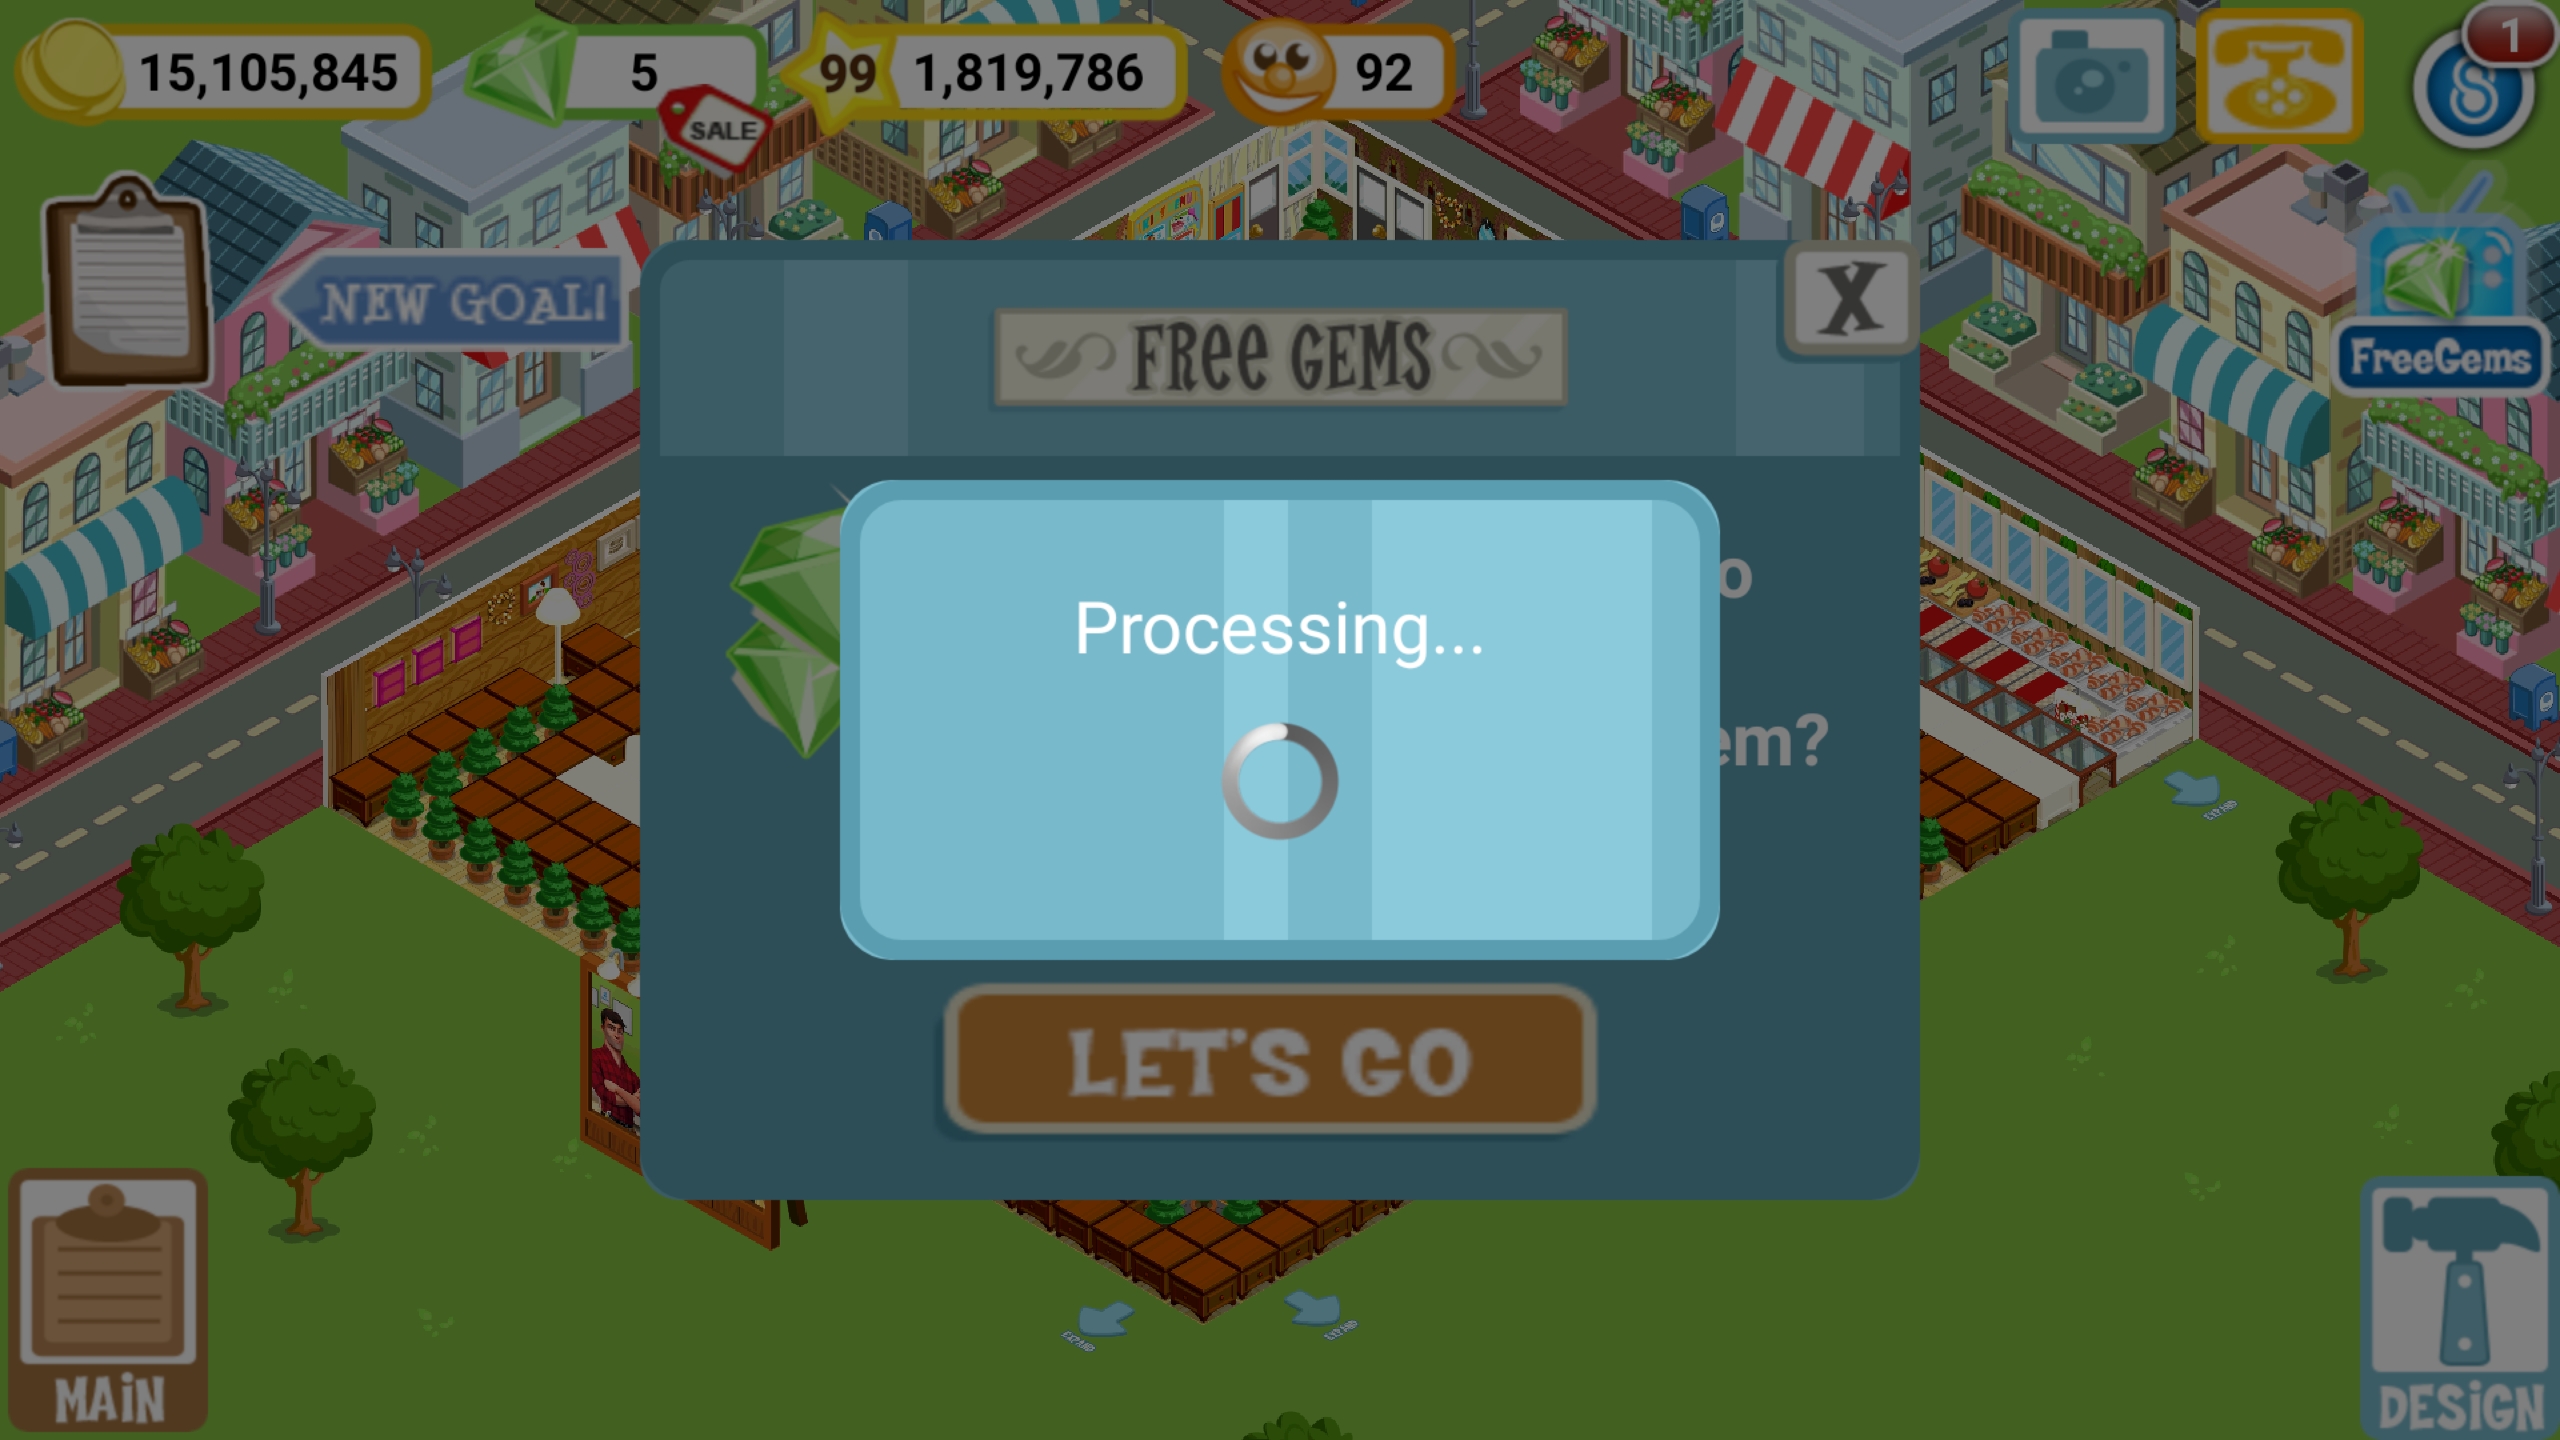 15,105,845
5
SALE
99
1,819,786
92
1
NEW GOAL!
FREE GEMS
X
FreeGems
Processing...
em?
LET'S GO
EXPAND
EXPAND
EXPAND
MAIN
DESIGN